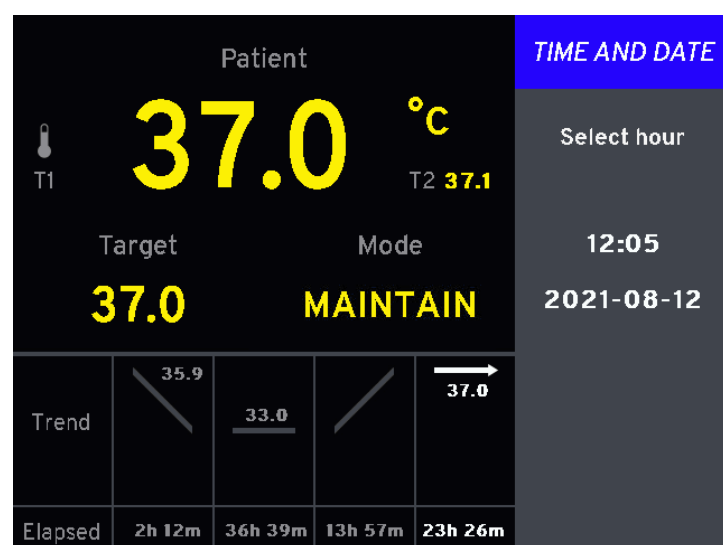 Patient
37.0 °C
T1
T2 37.1
Target
37.0
Mode
MAINTAIN
Trend
35.9
33.0
37.0
Elapsed 2h 12m 36h 39m 13h 57m 23h 26m
TIME AND DATE
Select hour
12:05
2021-08-12